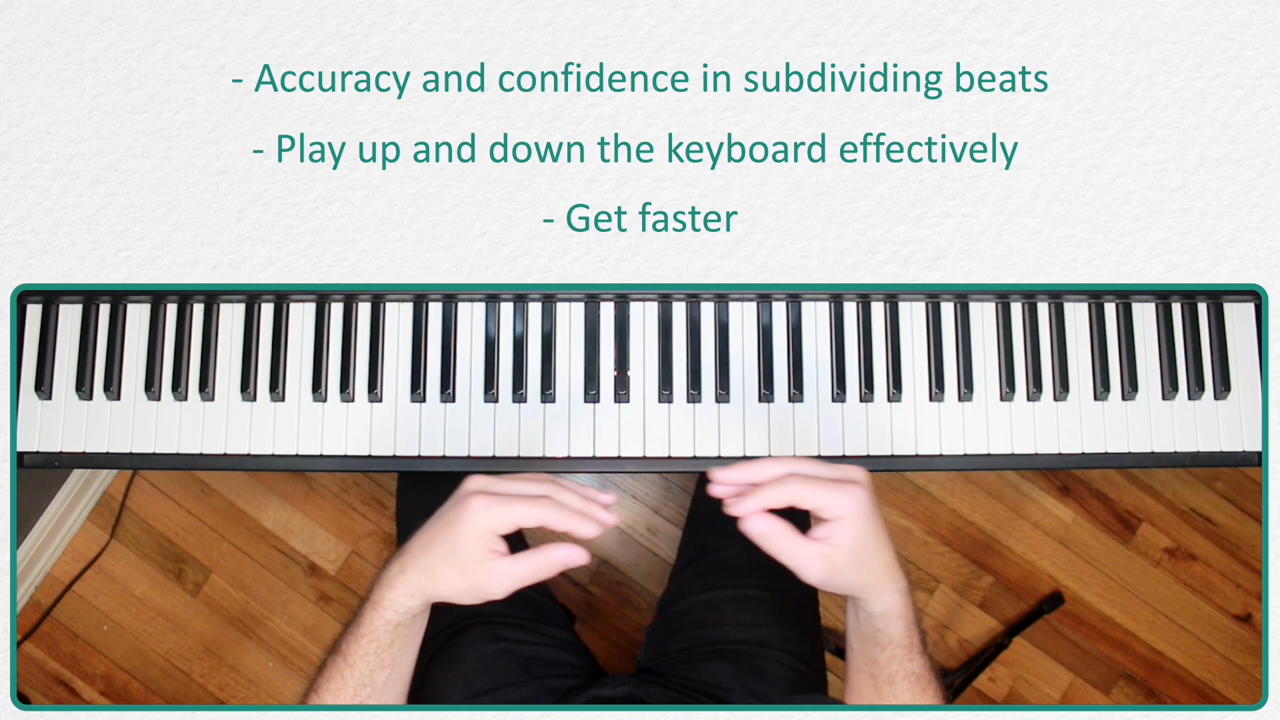 - Accuracy and confidence in subdividing beats
- Play up and down the keyboard effectively
- Get faster